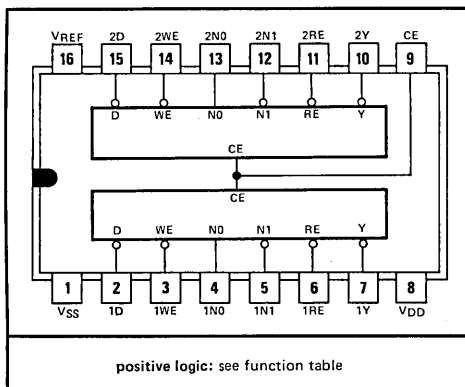 VREF 2D 2WE 2N0 2N1 2RE 2Y CE
16 15 14 13 12 11 10 9
D WE N0 N1 RE Y
CE
CE
D WE N0 N1 RE Y
1 2 3 4 5 6 7 8
VSS 1D 1WE 1N0 1N1 1RE 1Y VDD
positive logic: see function table